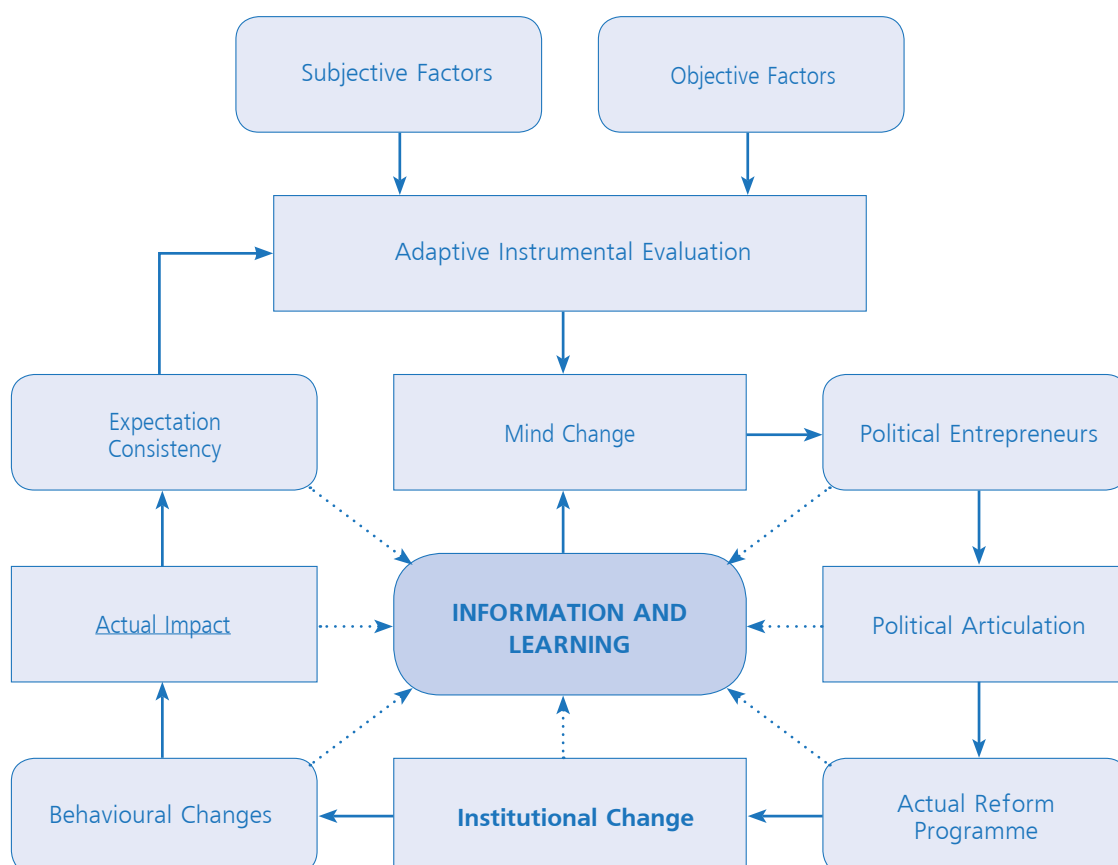 Subjective Factors
Objective Factors
Adaptive Instrumental Evaluation
Expectation
Consistency
Mind Change
Political Entrepreneurs
Actual Impact
INFORMATION AND
LEARNING
Political Articulation
Behavioural Changes
Institutional Change
Actual Reform
Programme